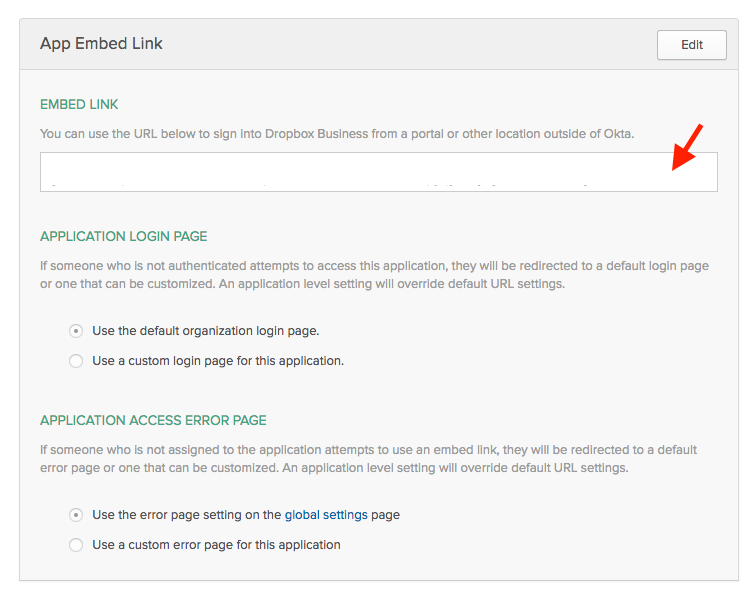 App Embed Link
Edit
EMBED LINK
You can use the URL below to sign into Dropbox Business from a portal or other location outside of Okta.
APPLICATION LOGIN PAGE
If someone who is not authenticated attempts to access this application, they will be redirected to a default login page
or one that can be customized. An application level setting will override default URL settings.
Use the default organization login page.
Use a custom login page for this application.
APPLICATION ACCESS ERROR PAGE
If someone who is not assigned to the application attempts to use an embed link, they will be redirected to a default
error page or one that can be customized. An application level setting will override default URL settings.
Use the error page setting on the global settings page
Use a custom error page for this application